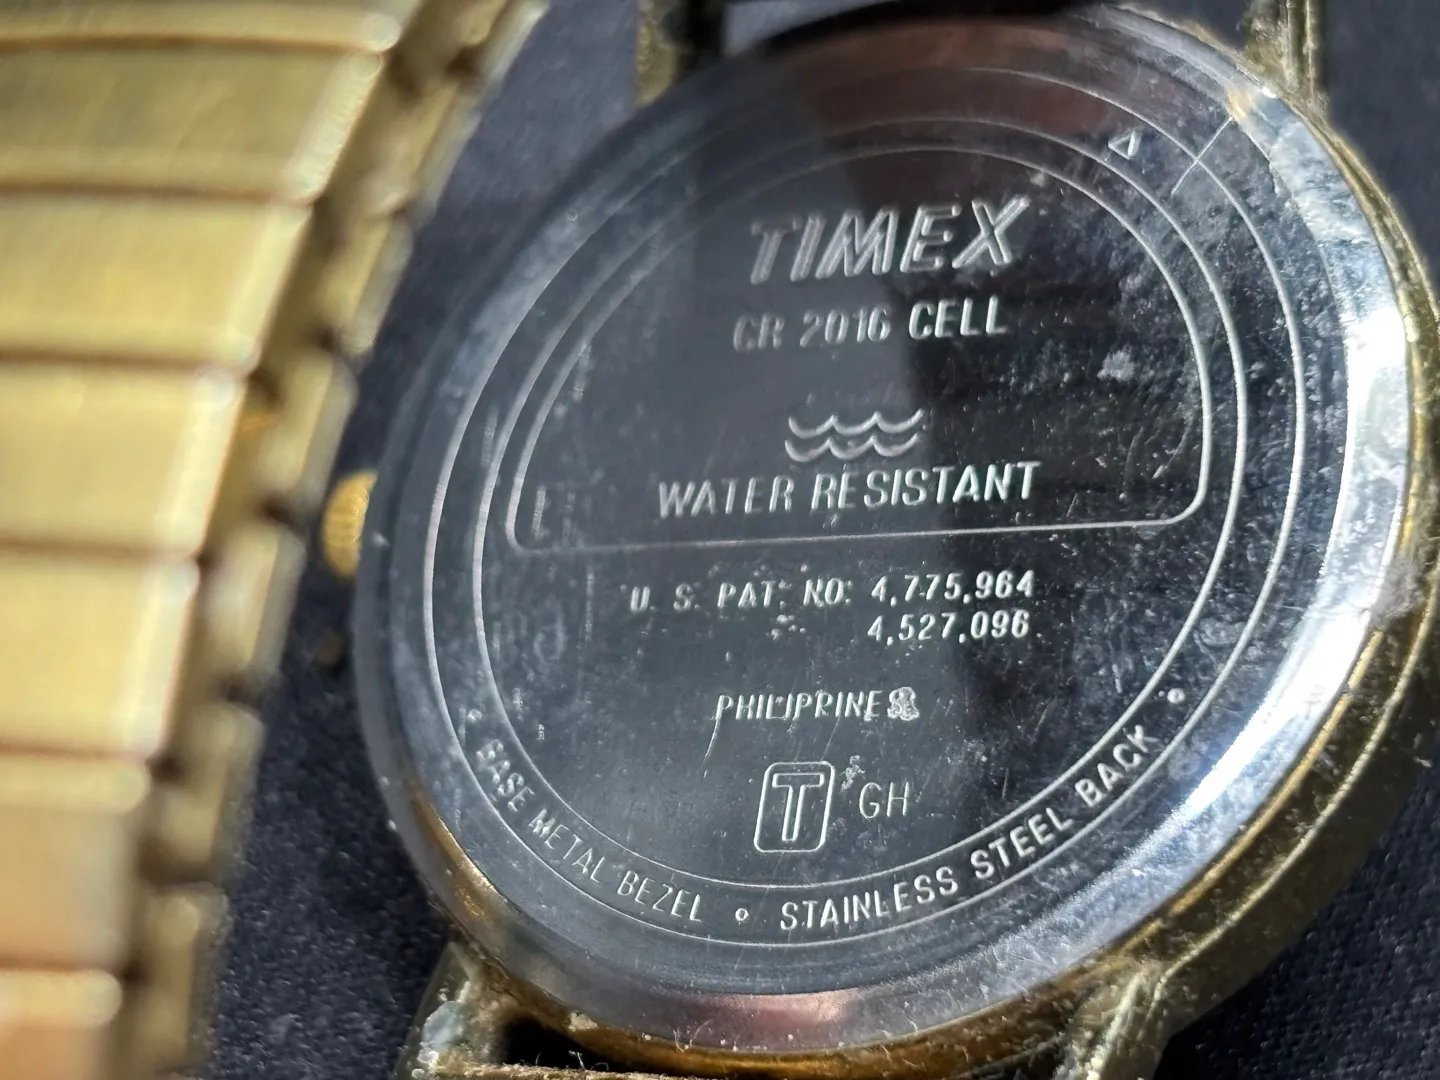 TIMEX
CR 2016 CELL
WATER RESISTANT
U. S. PAT. NO: 4,775,964
4,527,096
PHILIPPINES
T GH
BASE METAL BEZEL ∘ STAINLESS STEEL BACK ∘